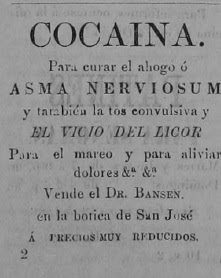 COCAINA.
Para curar el ahogo ó
ASMA NERVIOSUM
y tambien la tos convulsiva y
EL VICIO DEL LICOR
Para el mareo y para aliviar
dolores &ª &ª
Vende el DR. BANSEN.
en la botica de San José
Á PRECIOS MUY REDUCIDOS.
2